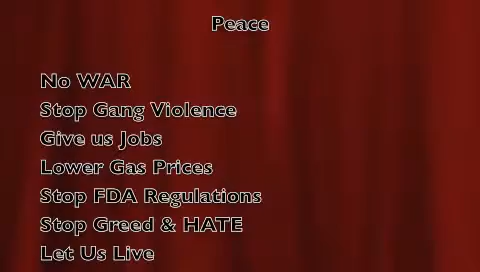 Peace
No WAR
Stop Gang Violence
Give us Jobs
Lower Gas Prices
Stop FDA Regulations
Stop Greed & HATE
Let Us Live